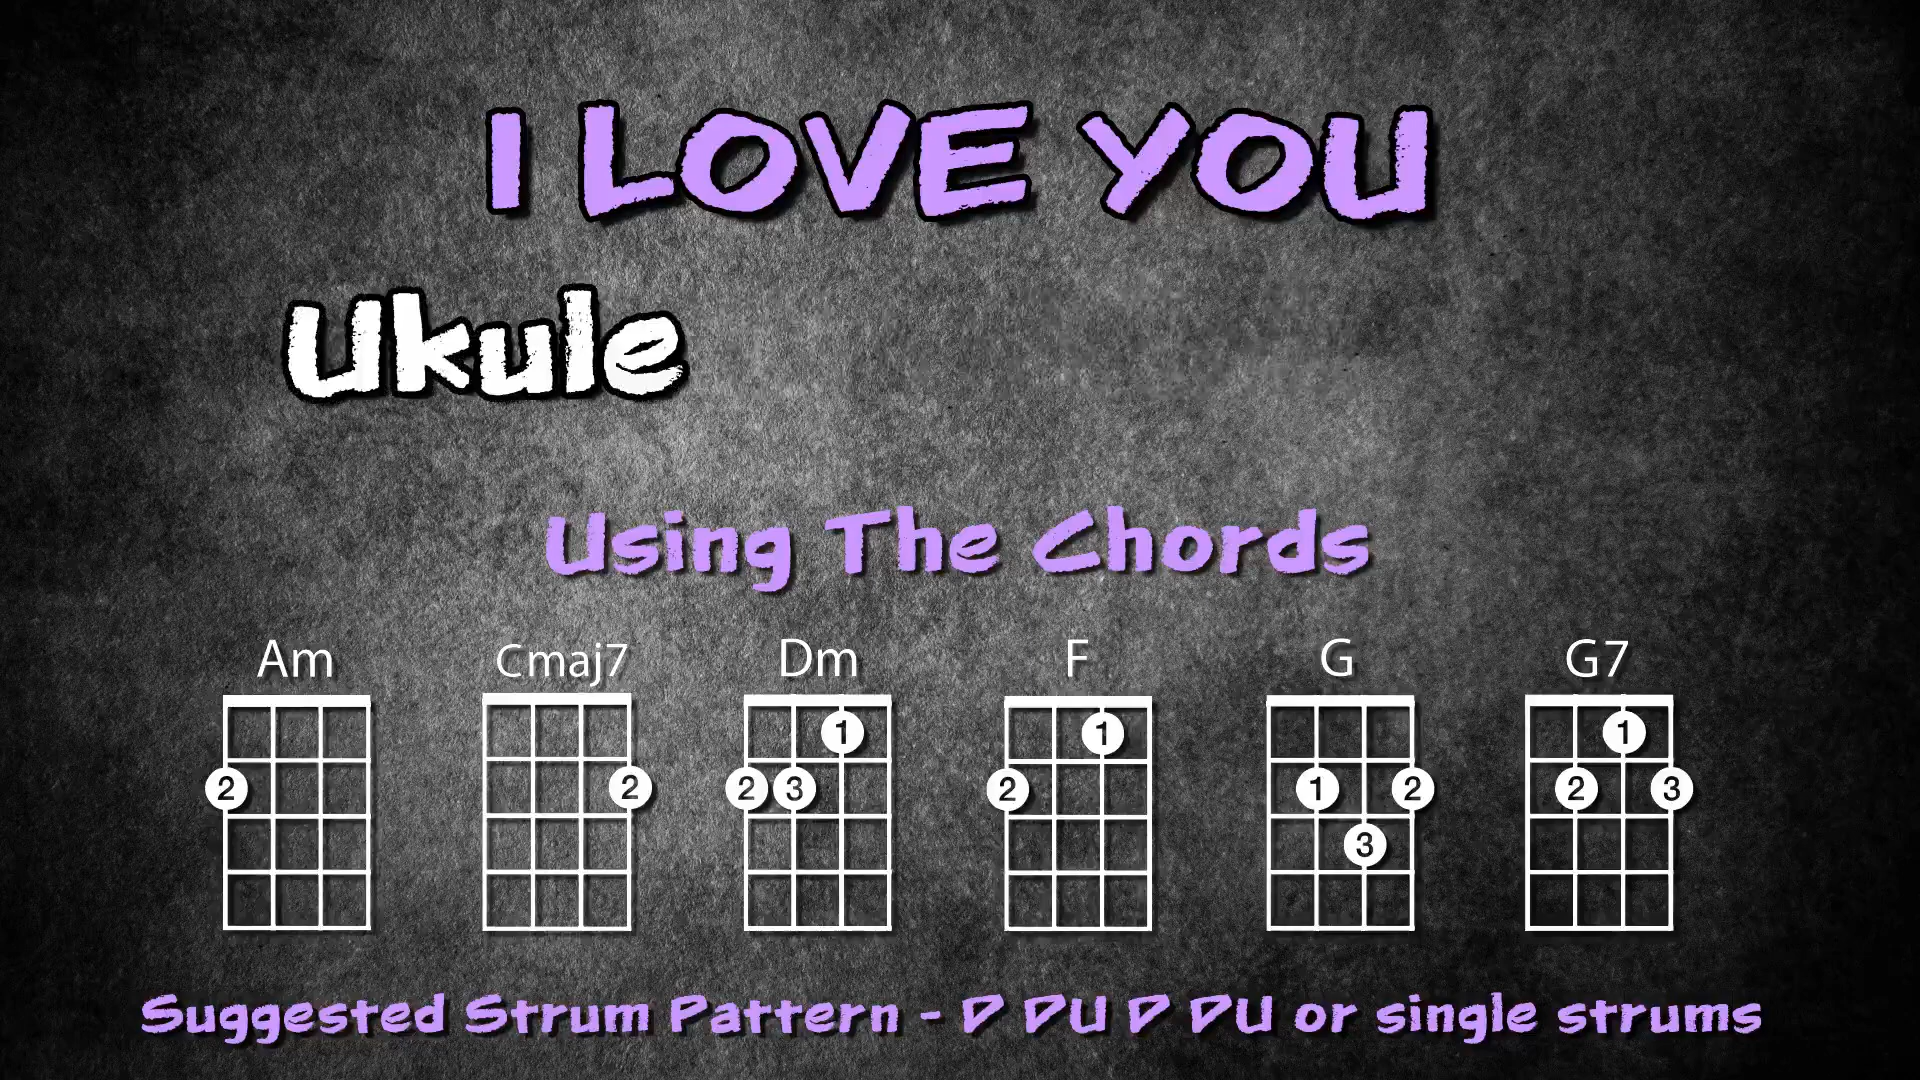 I LOVE YOU
Ukule
Using The Chords
Am Cmaj7 Dm F G G7
1 1 1
2 2 2 3 2 1 2 2 3
3
Suggested Strum Pattern - D DU D DU or single strums